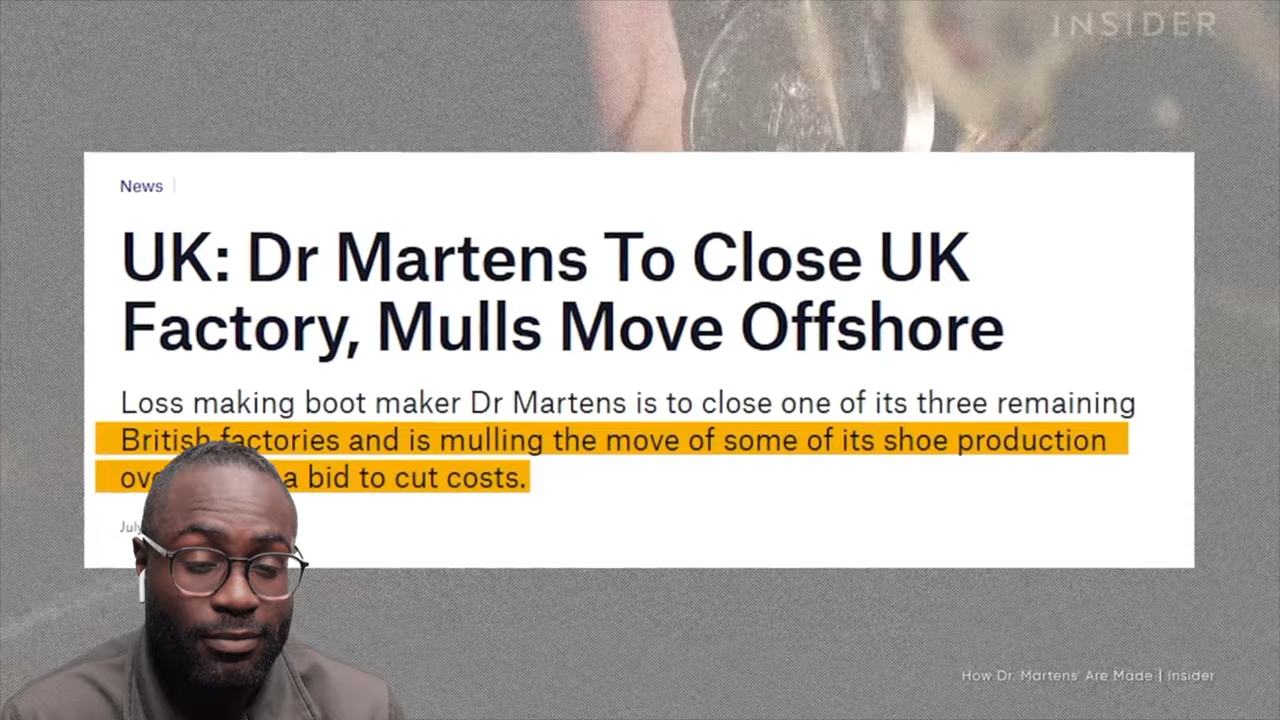 INSIDER
News
UK: Dr Martens To Close UK
Factory, Mulls Move Offshore
Loss making boot maker Dr Martens is to close one of its three remaining
British factories and is mulling the move of some of its shoe production
a bid to cut costs.
July
How Dr. Martens' Are Made | Insider